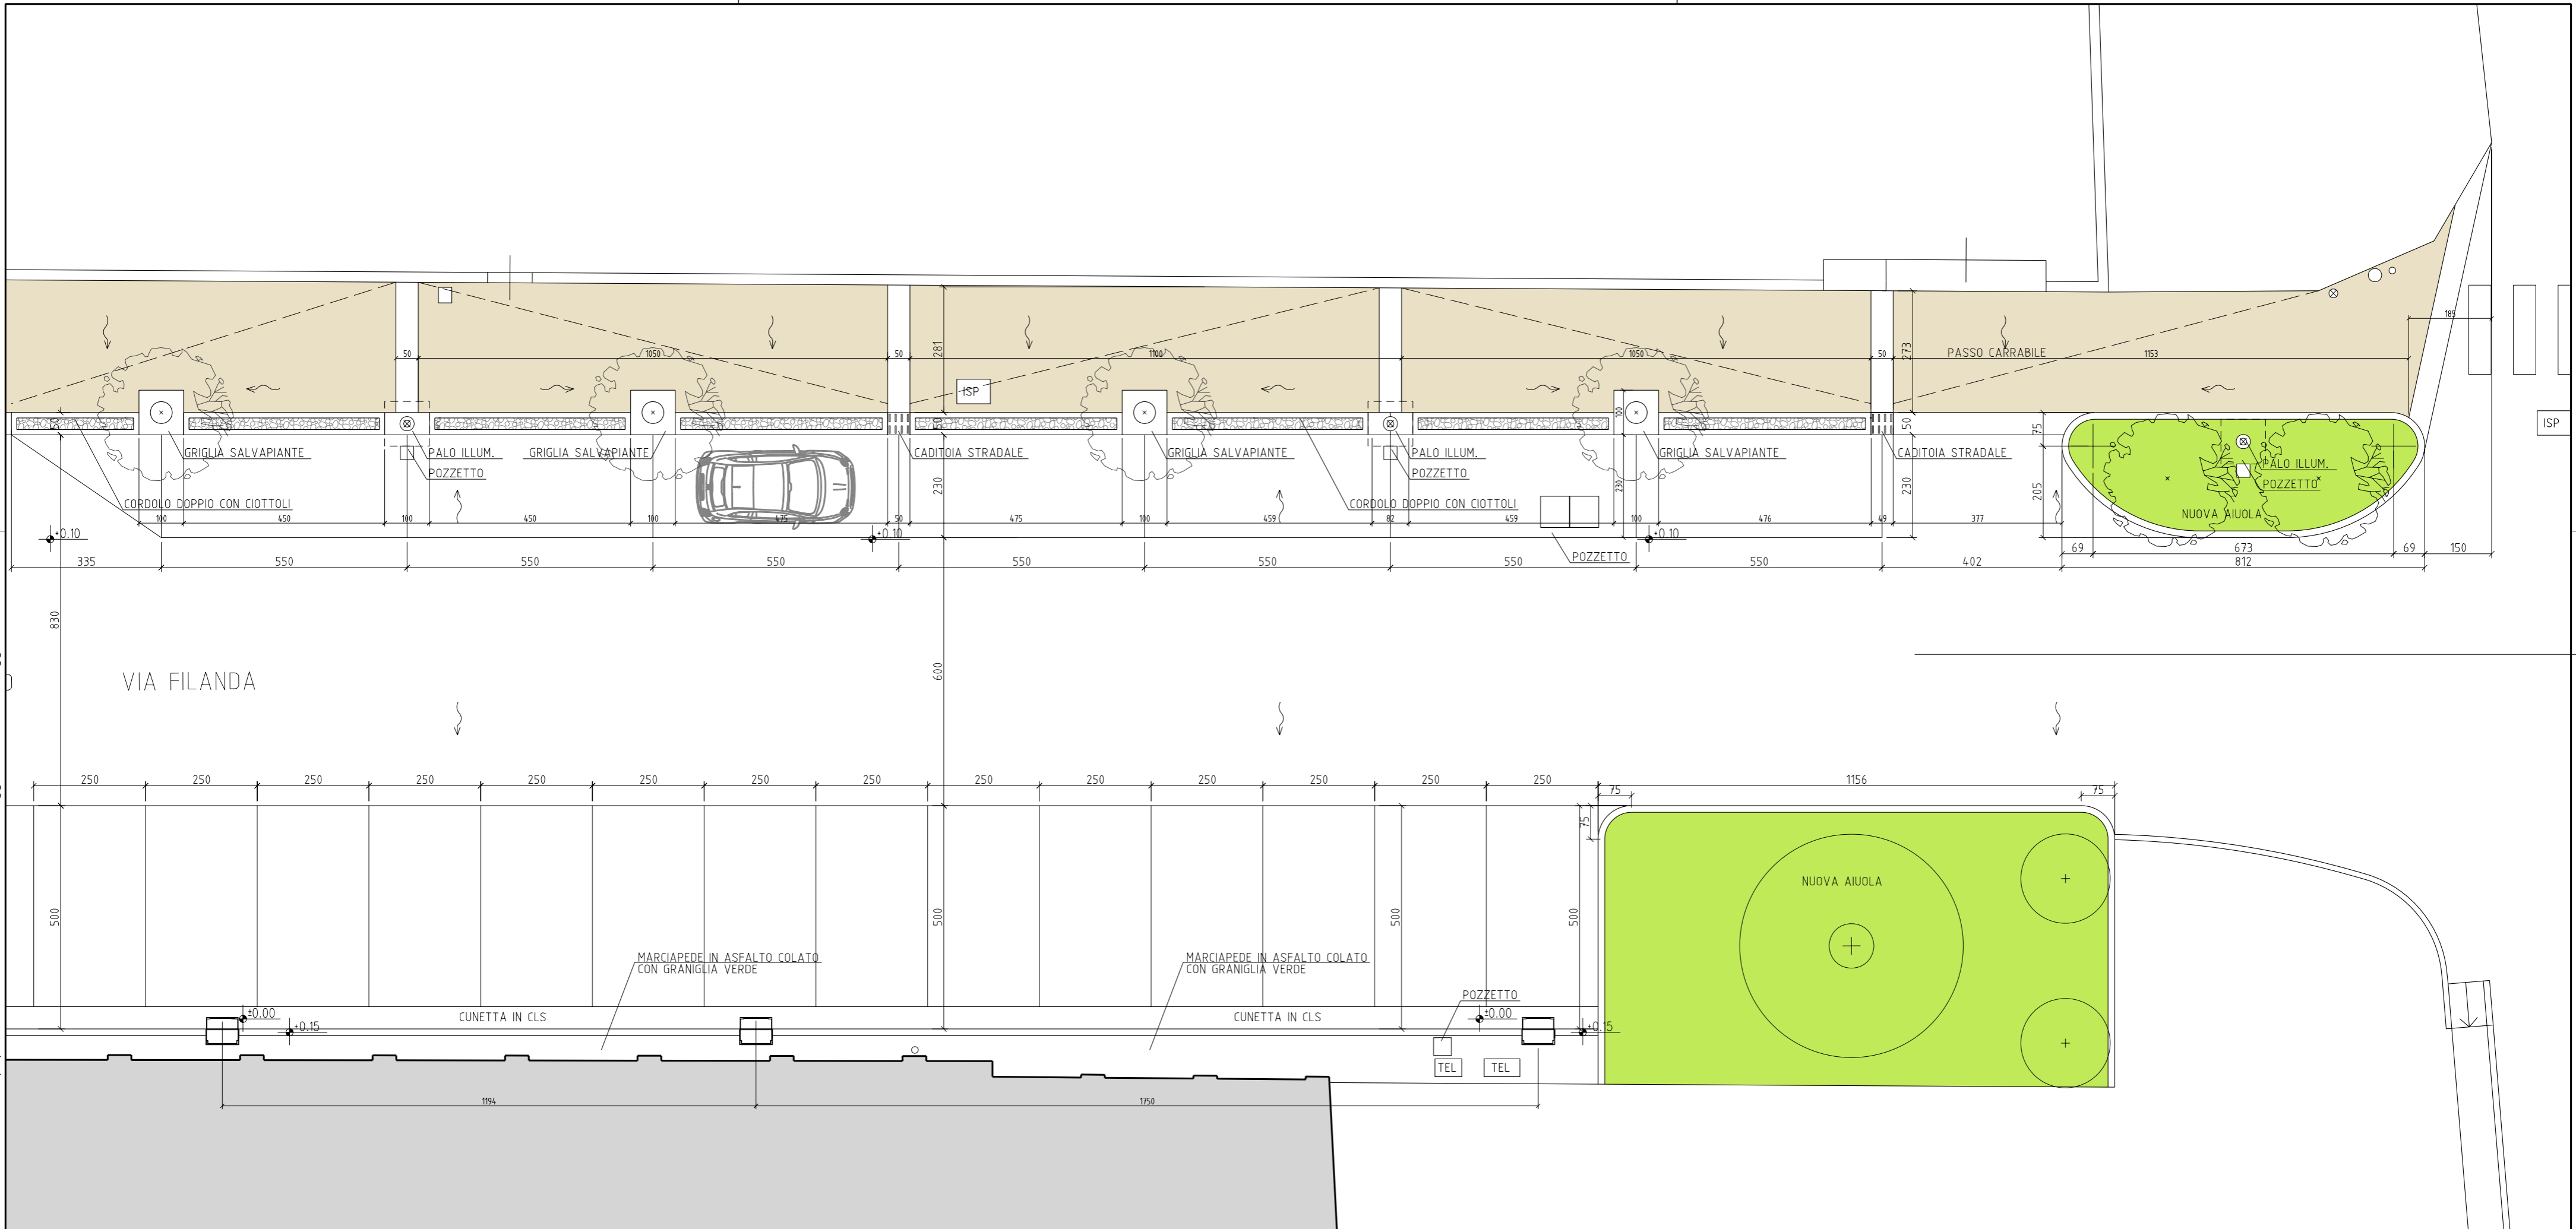 185
50
1050
50
281
1100
1050
50
273
PASSO CARRABILE
1153
ISP
ISP
50
50
100
50
75
GRIGLIA SALVAPIANTE
PALO ILLUM.
POZZETTO
GRIGLIA SALVAPIANTE
CADITOIA STRADALE
GRIGLIA SALVAPIANTE
PALO ILLUM.
POZZETTO
GRIGLIA SALVAPIANTE
CADITOIA STRADALE
PALO ILLUM.
POZZETTO
NUOVA AIUOLA
230
230
230
205
CORDOLO DOPPIO CON CIOTTOLI
CORDOLO DOPPIO CON CIOTTOLI
100
450
100
450
100
475
50
475
100
459
82
459
100
476
49
377
+0.10
+0.10
+0.10
POZZETTO
69
673
69
150
335
550
550
550
550
550
550
550
402
812
830
600
VIA FILANDA
250
250
250
250
250
250
250
250
250
250
250
250
250
250
1156
75
75
75
NUOVA AIUOLA
500
500
500
500
MARCIAPEDE IN ASFALTO COLATO
CON GRANIGLIA VERDE
MARCIAPEDE IN ASFALTO COLATO
CON GRANIGLIA VERDE
POZZETTO
±0.00
+0.15
CUNETTA IN CLS
CUNETTA IN CLS
±0.00
+0.15
TEL
TEL
1194
1750